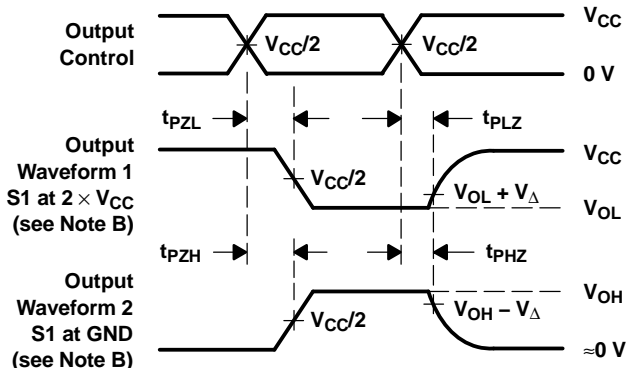 Output
Control
V_CC/2
V_CC/2
V_CC
0 V
t_PZL
t_PLZ
Output
Waveform 1
S1 at 2 × V_CC
(see Note B)
V_CC/2
V_CC
V_OL + V_Δ
V_OL
t_PZH
t_PHZ
Output
Waveform 2
S1 at GND
(see Note B)
V_CC/2
V_OH
V_OH − V_Δ
≈0 V